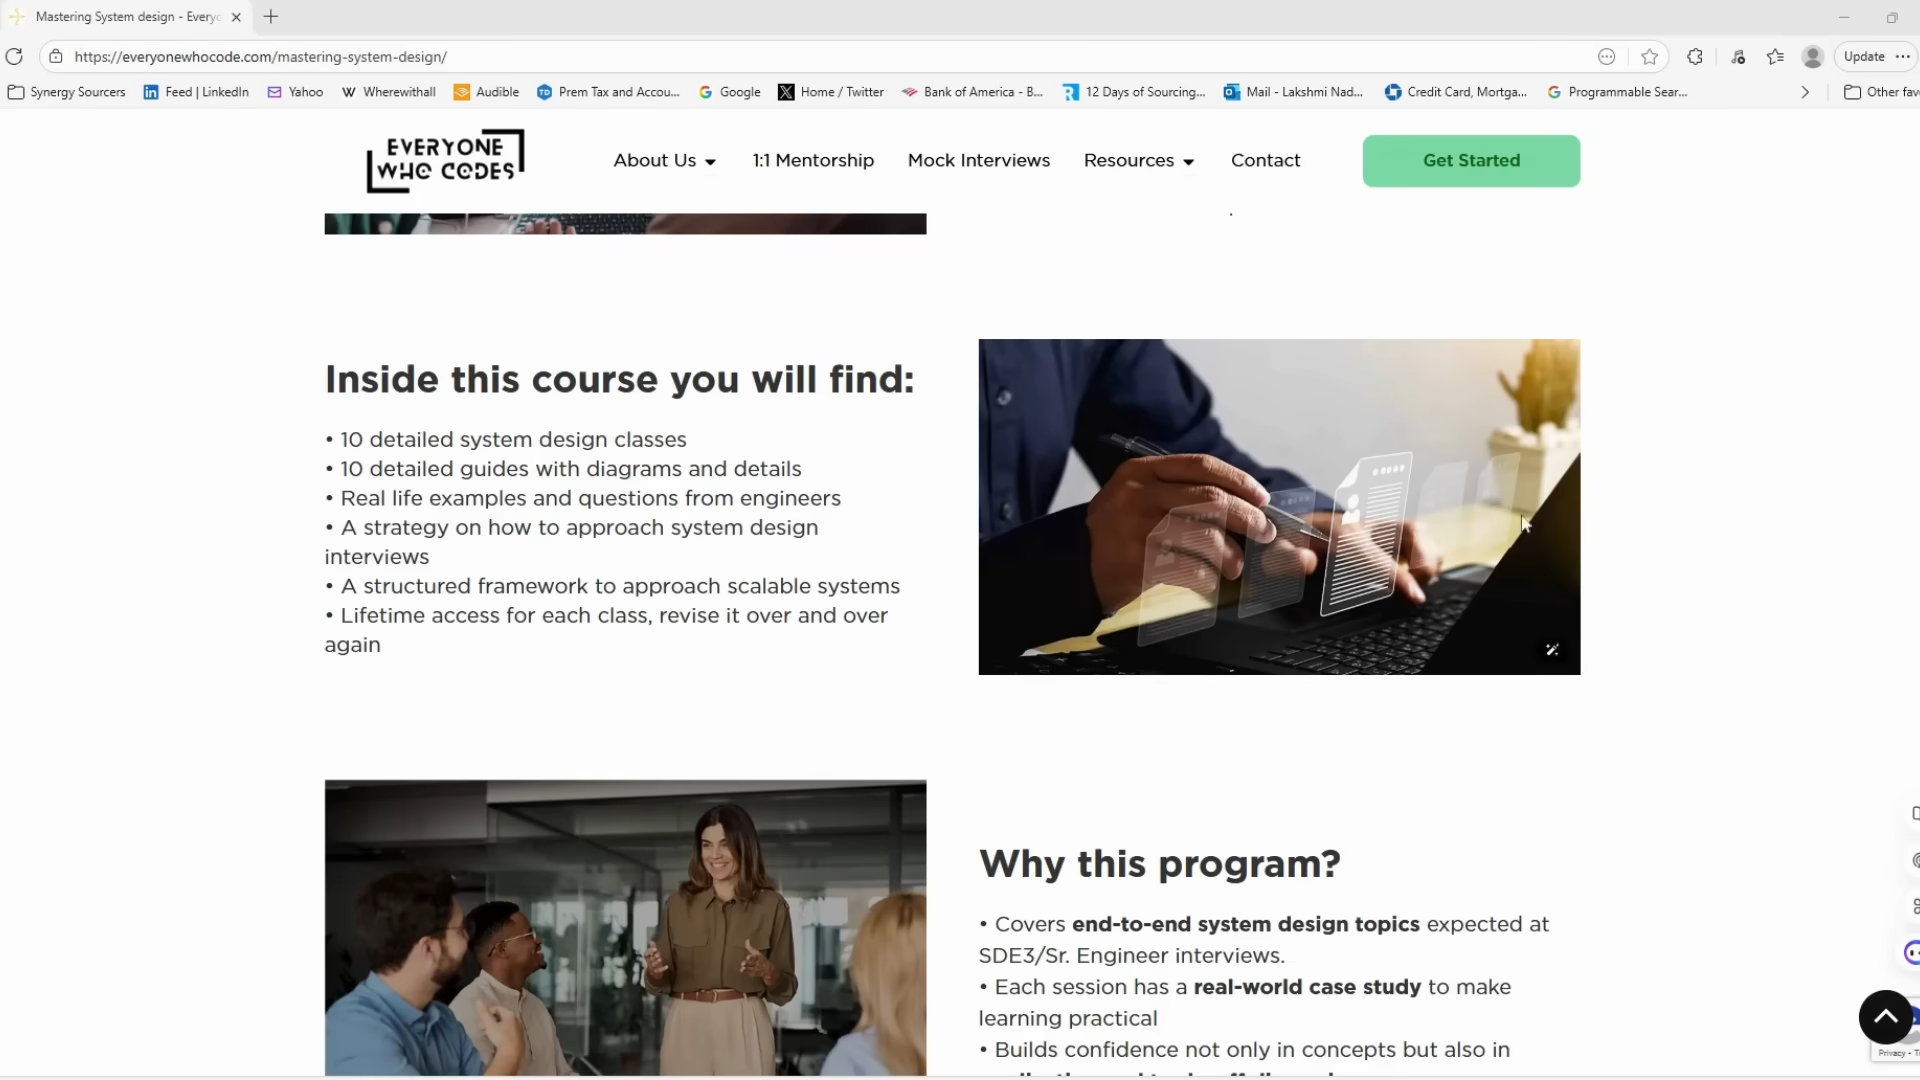 Mastering System design - Everyo
https://everyonewhocode.com/mastering-system-design/
Update
Synergy Sourcers
Feed | LinkedIn
Yahoo
Wherewithall
Audible
Prem Tax and Accou...
Google
Home / Twitter
Bank of America - B...
12 Days of Sourcing...
Mail - Lakshmi Nad...
Credit Card, Mortga...
Programmable Sear...
Other fav
EVERYONE
WHO CODES
About Us
1:1 Mentorship
Mock Interviews
Resources
Contact
Get Started
Inside this course you will find:
• 10 detailed system design classes
• 10 detailed guides with diagrams and details
• Real life examples and questions from engineers
• A strategy on how to approach system design
interviews
• A structured framework to approach scalable systems
• Lifetime access for each class, revise it over and over
again
Why this program?
• Covers end-to-end system design topics expected at
SDE3/Sr. Engineer interviews.
• Each session has a real-world case study to make
learning practical
• Builds confidence not only in concepts but also in
Privacy - T